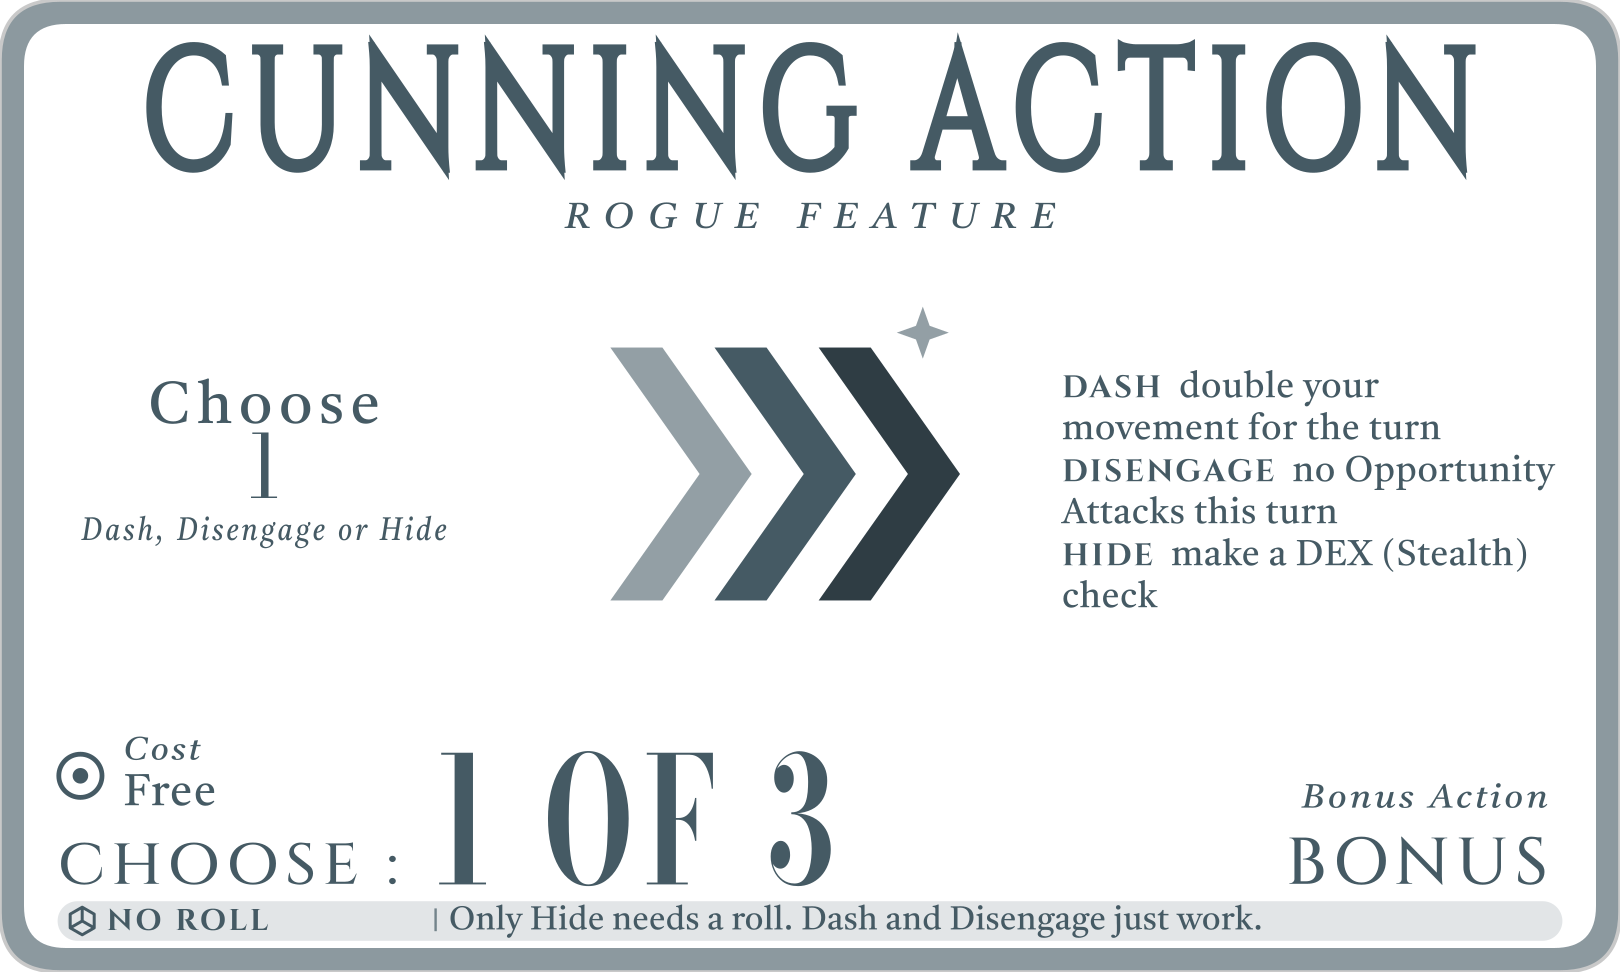 CUNNING ACTION
ROGUE FEATURE
Choose
1
Dash, Disengage or Hide
DASH double your
movement for the turn
DISENGAGE no Opportunity
Attacks this turn
HIDE make a DEX (Stealth)
check
Cost
Free
CHOOSE : 1 OF 3
Bonus Action
BONUS
NO ROLL | Only Hide needs a roll. Dash and Disengage just work.